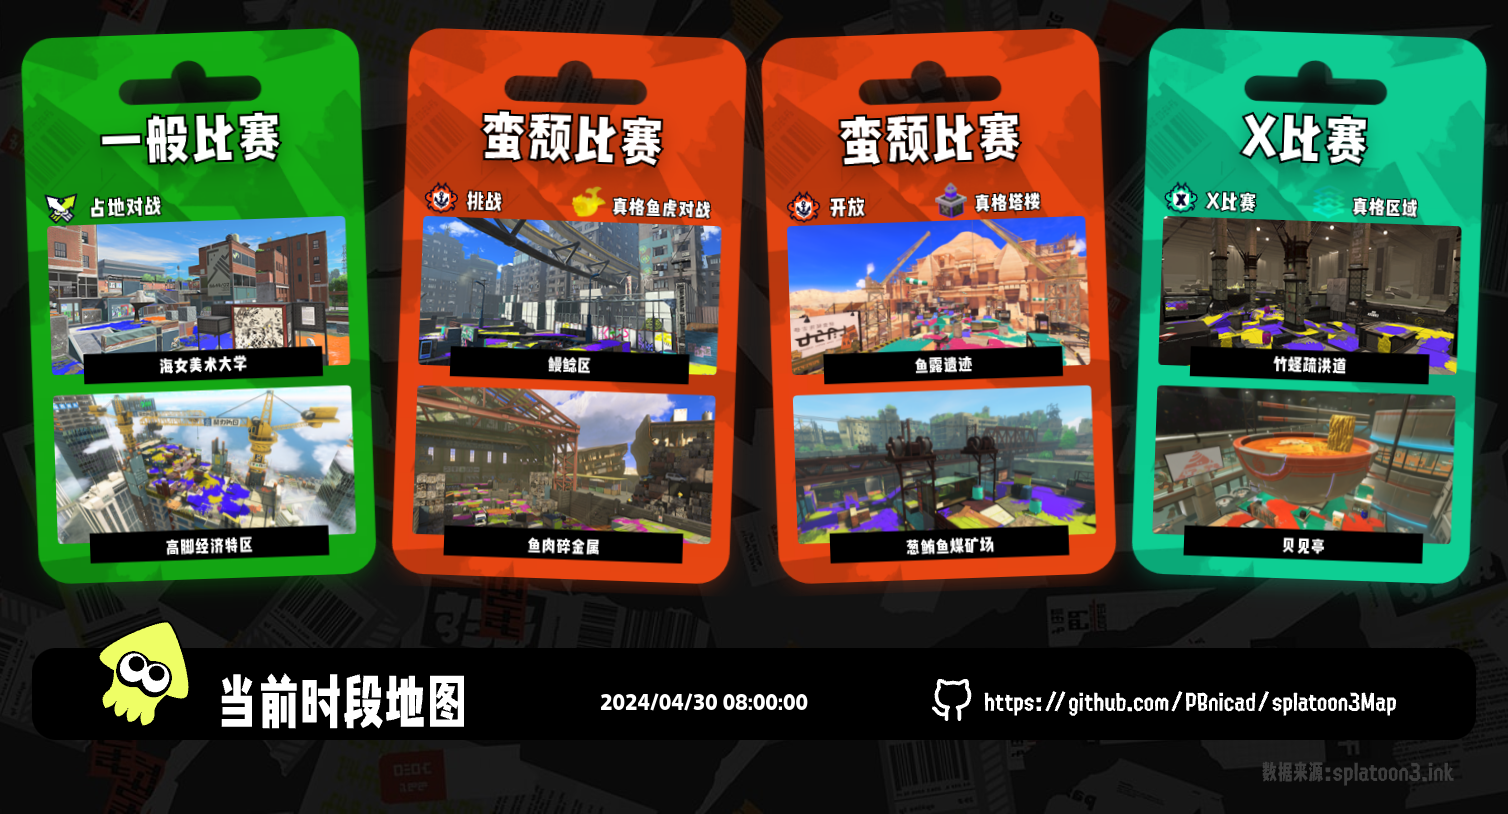 一般比赛
占地对战
海女美术大学
高脚经济特区
蛮颓比赛
挑战
真格鱼虎对战
鳗鲶区
鱼肉碎金属
蛮颓比赛
开放
真格塔楼
鱼露遗迹
葱鲔鱼煤矿场
X比赛
X比赛
真格区域
竹蛏疏洪道
贝见亭
当前时段地图
2024/04/30 08:00:00
https://github.com/PBnicad/splatoon3Map
数据来源:splatoon3.ink